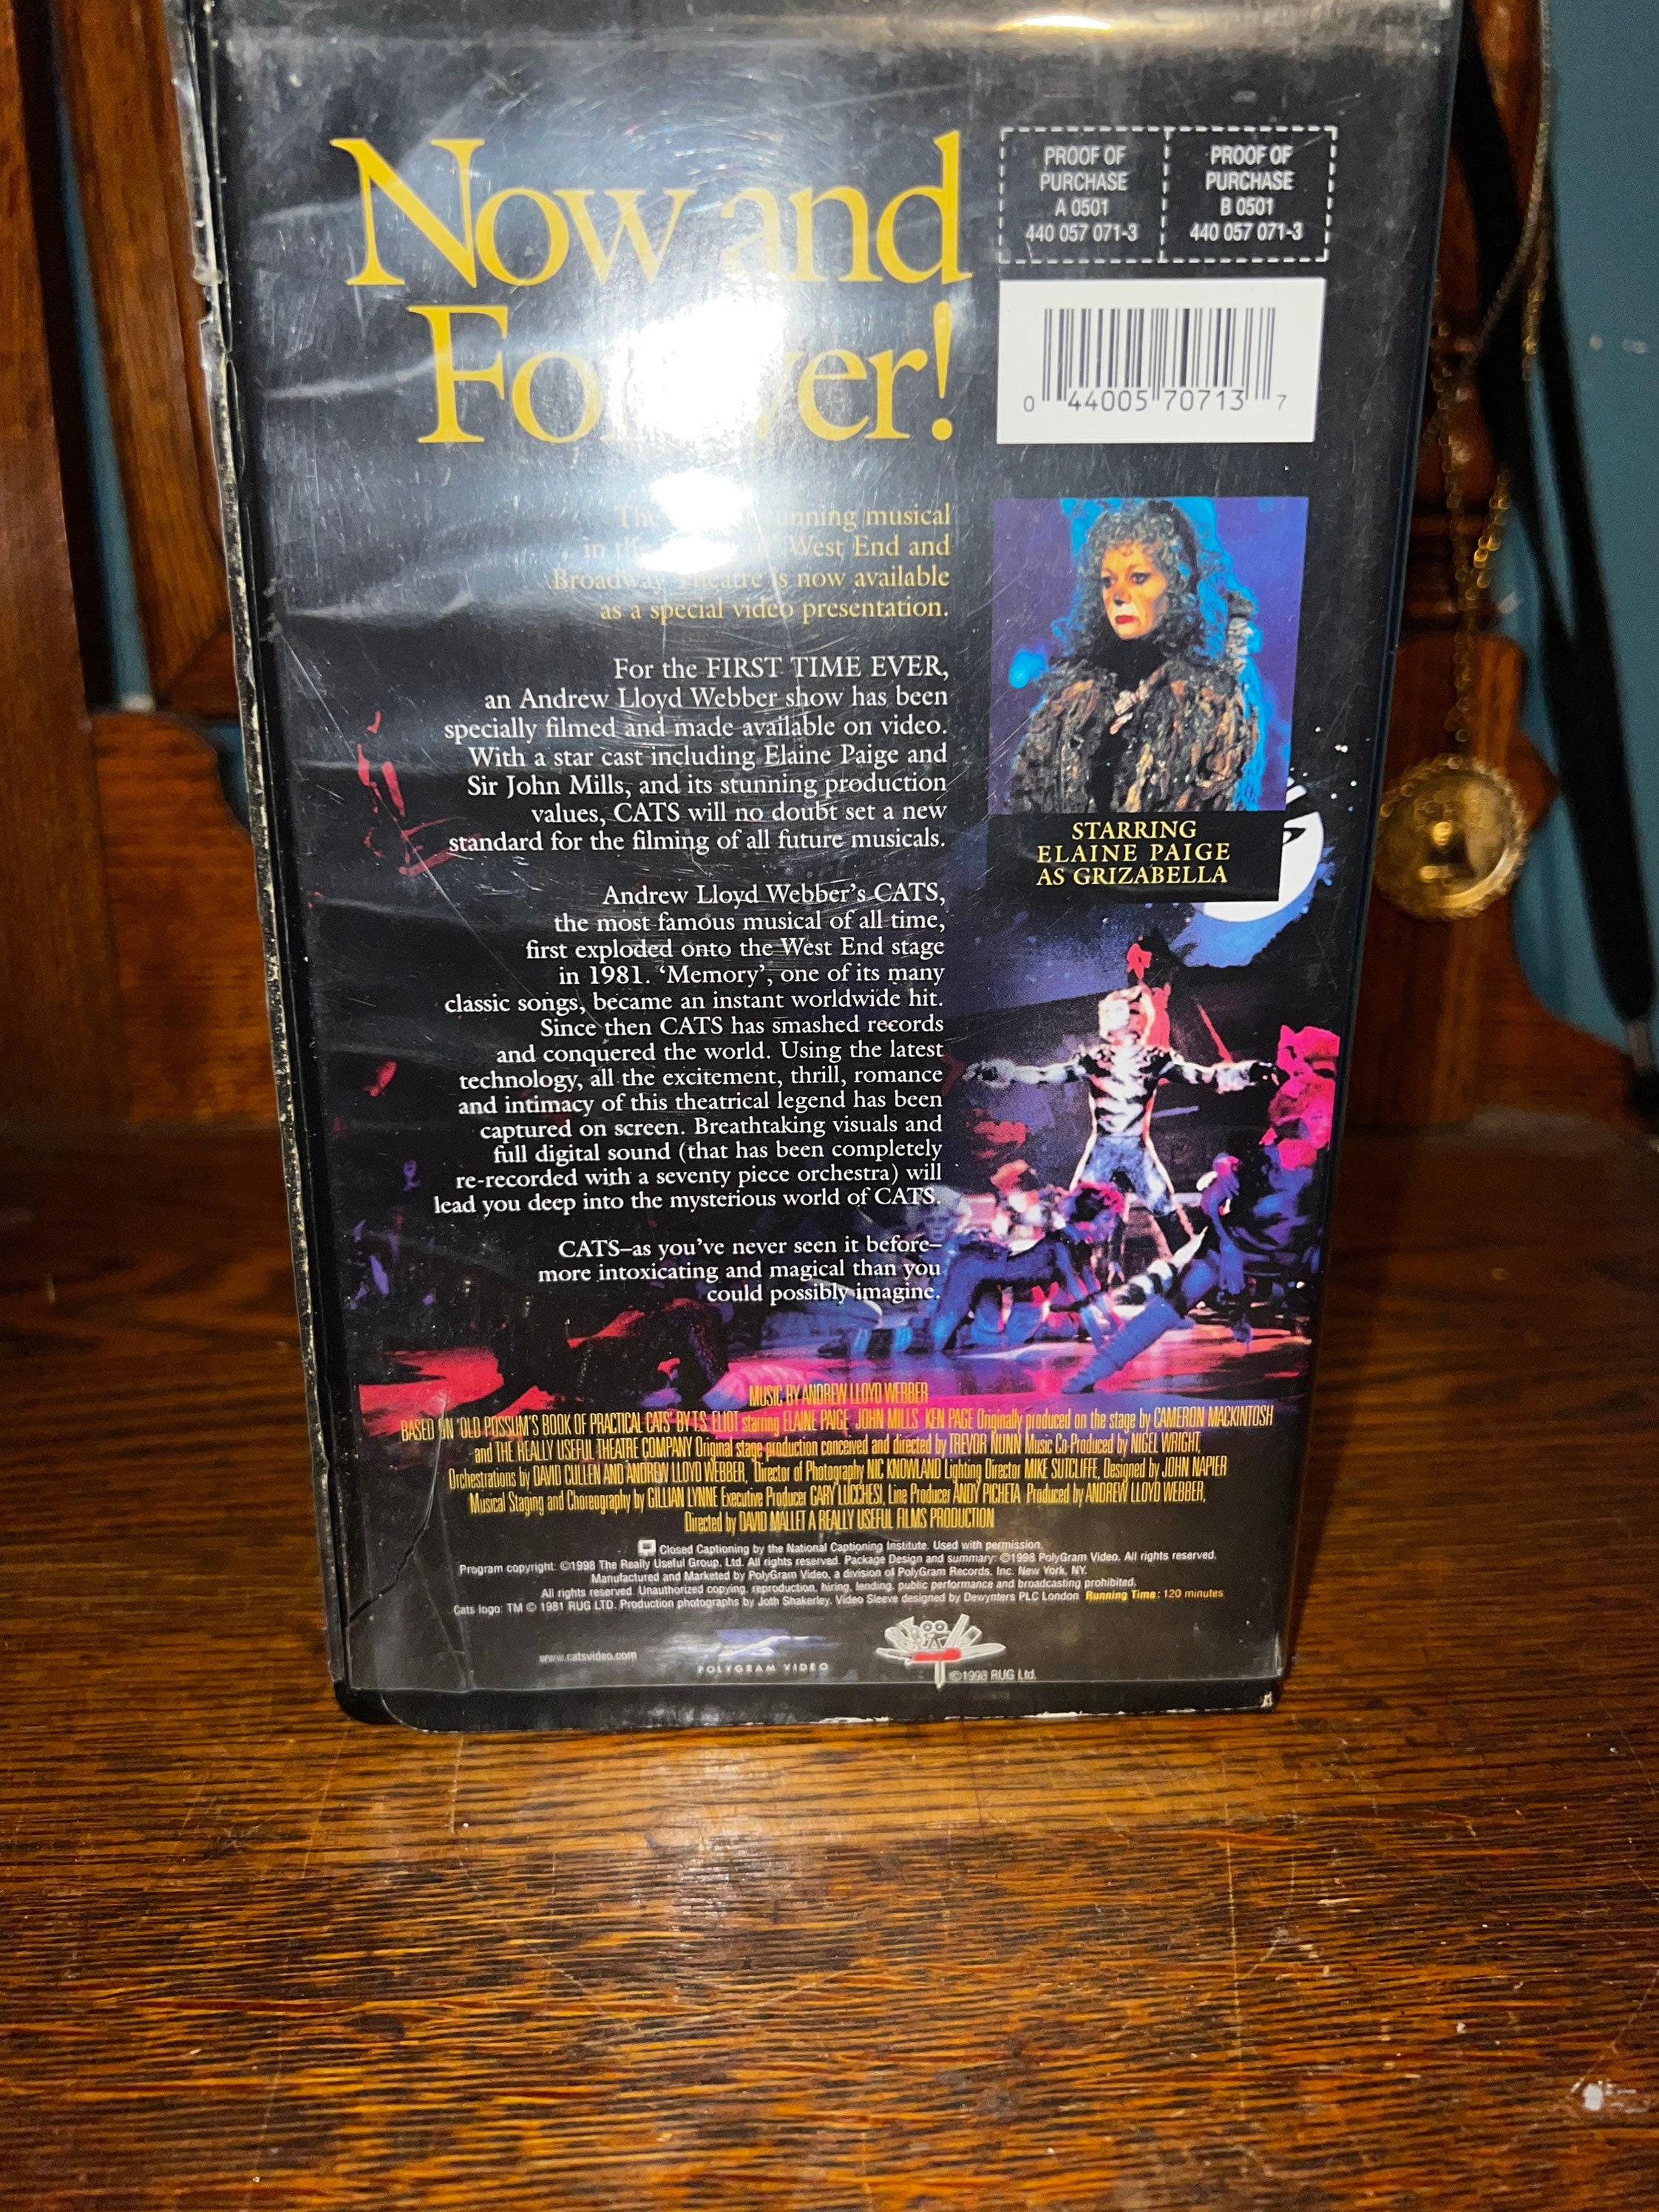 Now and
Forever!
PROOF OF
PURCHASE
A 0501
440 057 071-3
PROOF OF
PURCHASE
B 0501
440 057 071-3
0 44005 70713 7
musical
in West End and
Broadway Theatre is now available
as a special video presentation.
For the FIRST TIME EVER,
an Andrew Lloyd Webber show has been
specially filmed and made available on video.
With a star cast including Elaine Paige and
Sir John Mills, and its stunning production
values, CATS will no doubt set a new
standard for the filming of all future musicals.
Andrew Lloyd Webber's CATS,
the most famous musical of all time,
first exploded onto the West End stage
in 1981. 'Memory', one of its many
classic songs, became an instant worldwide hit.
Since then CATS has smashed records
and conquered the world. Using the latest
technology, all the excitement, thrill, romance
and intimacy of this theatrical legend has been
captured on screen. Breathtaking visuals and
full digital sound (that has been completely
re-recorded with a seventy piece orchestra) will
lead you deep into the mysterious world of CATS.
CATS–as you've never seen it before–
more intoxicating and magical than you
could possibly imagine.
STARRING
ELAINE PAIGE
AS GRIZABELLA
MUSIC BY ANDREW LLOYD WEBBER
BASED ON 'OLD POSSUM'S BOOK OF PRACTICAL CATS' BY T.S. ELIOT starring ELAINE PAIGE, JOHN MILLS, KEN PAGE Originally produced on the stage by CAMERON MACKINTOSH
and THE REALLY USEFUL THEATRE COMPANY Original stage production conceived and directed by TREVOR NUNN Music Co-Produced by NIGEL WRIGHT,
Orchestrations by DAVID CULLEN AND ANDREW LLOYD WEBBER, Director of Photography NIC KNOWLAND Lighting Director MIKE SUTCLIFFE, Designed by JOHN NAPIER
Musical Staging and Choreography by GILLIAN LYNNE Executive Producer GARY LUCCHESI, Line Producer ANDY PICHETA Produced by ANDREW LLOYD WEBBER,
Directed by DAVID MALLET A REALLY USEFUL FILMS PRODUCTION
Closed Captioning by the National Captioning Institute. Used with permission.
Program copyright: ©1998 The Really Useful Group, Ltd. All rights reserved. Package Design and summary: ©1998 PolyGram Video. All rights reserved.
Manufactured and Marketed by PolyGram Video, a division of PolyGram Records, Inc. New York, NY.
All rights reserved. Unauthorized copying, reproduction, hiring, lending, public performance and broadcasting prohibited.
Cats logo: TM © 1981 RUG LTD. Production photographs by Joth Shakerley. Video Sleeve designed by Dewynters PLC London Running Time: 120 minutes
www.catsvideo.com
POLYGRAM VIDEO
©1998 RUG Ltd.